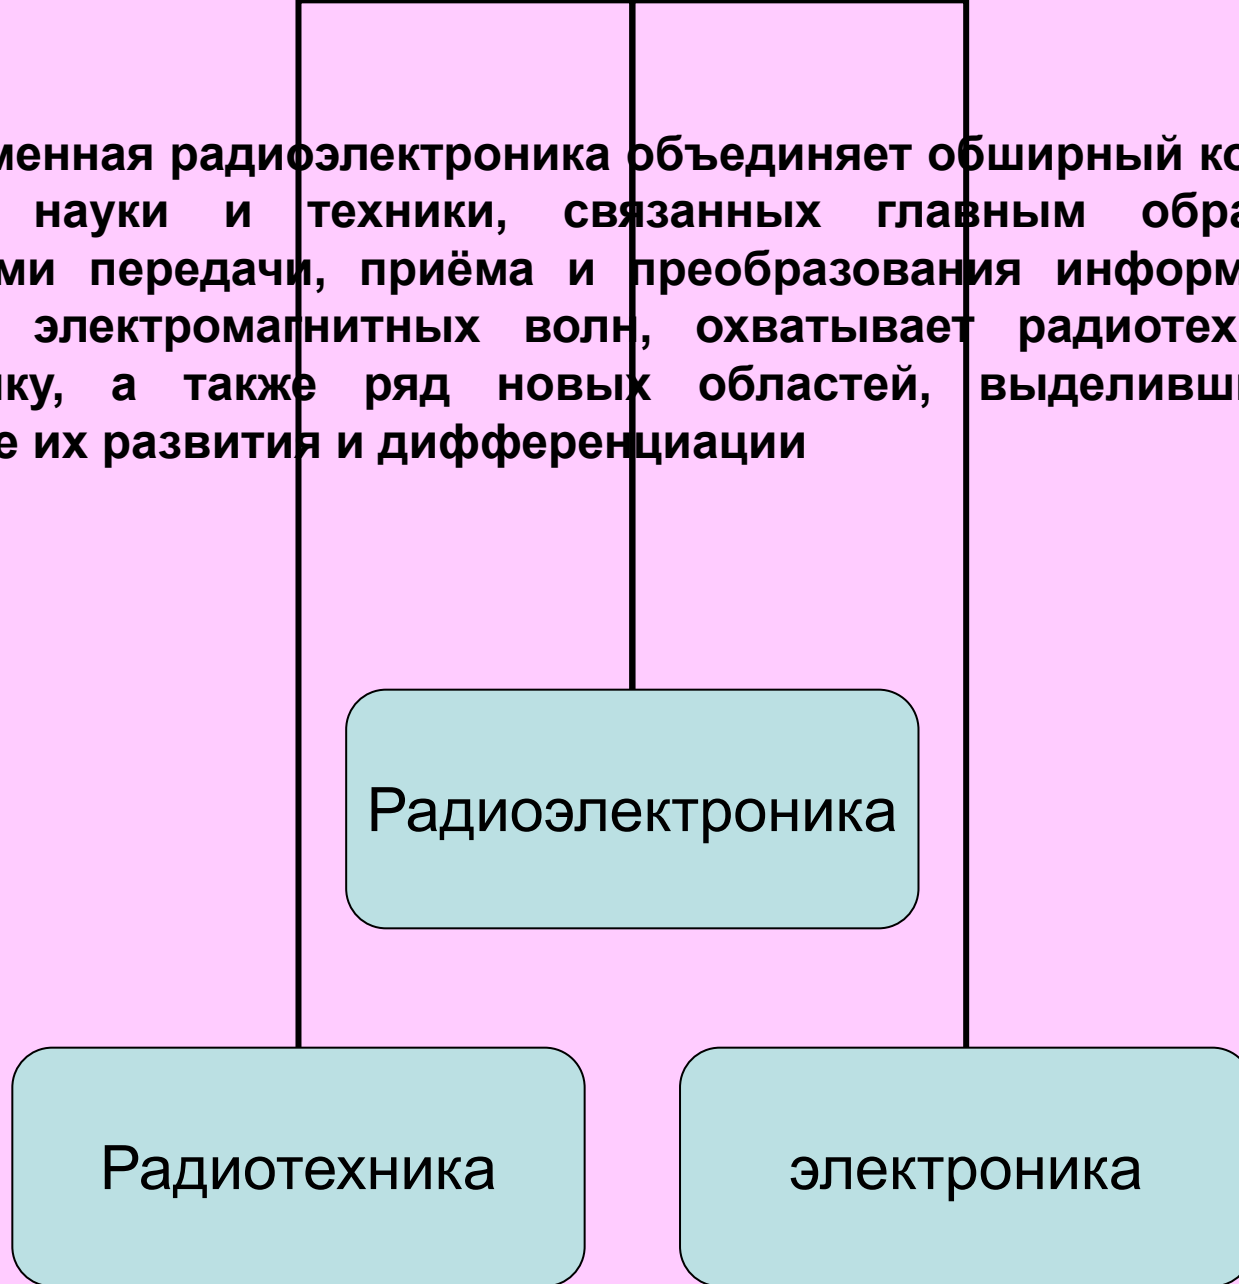 менная радиоэлектроника объединяет обширный ко
науки и техники, связанных главным обра
ми передачи, приёма и преобразования информ
электромагнитных волн, охватывает радиотех
ку, а также ряд новых областей, выделивш
е их развития и дифференциации
Радиоэлектроника
Радиотехника
электроника